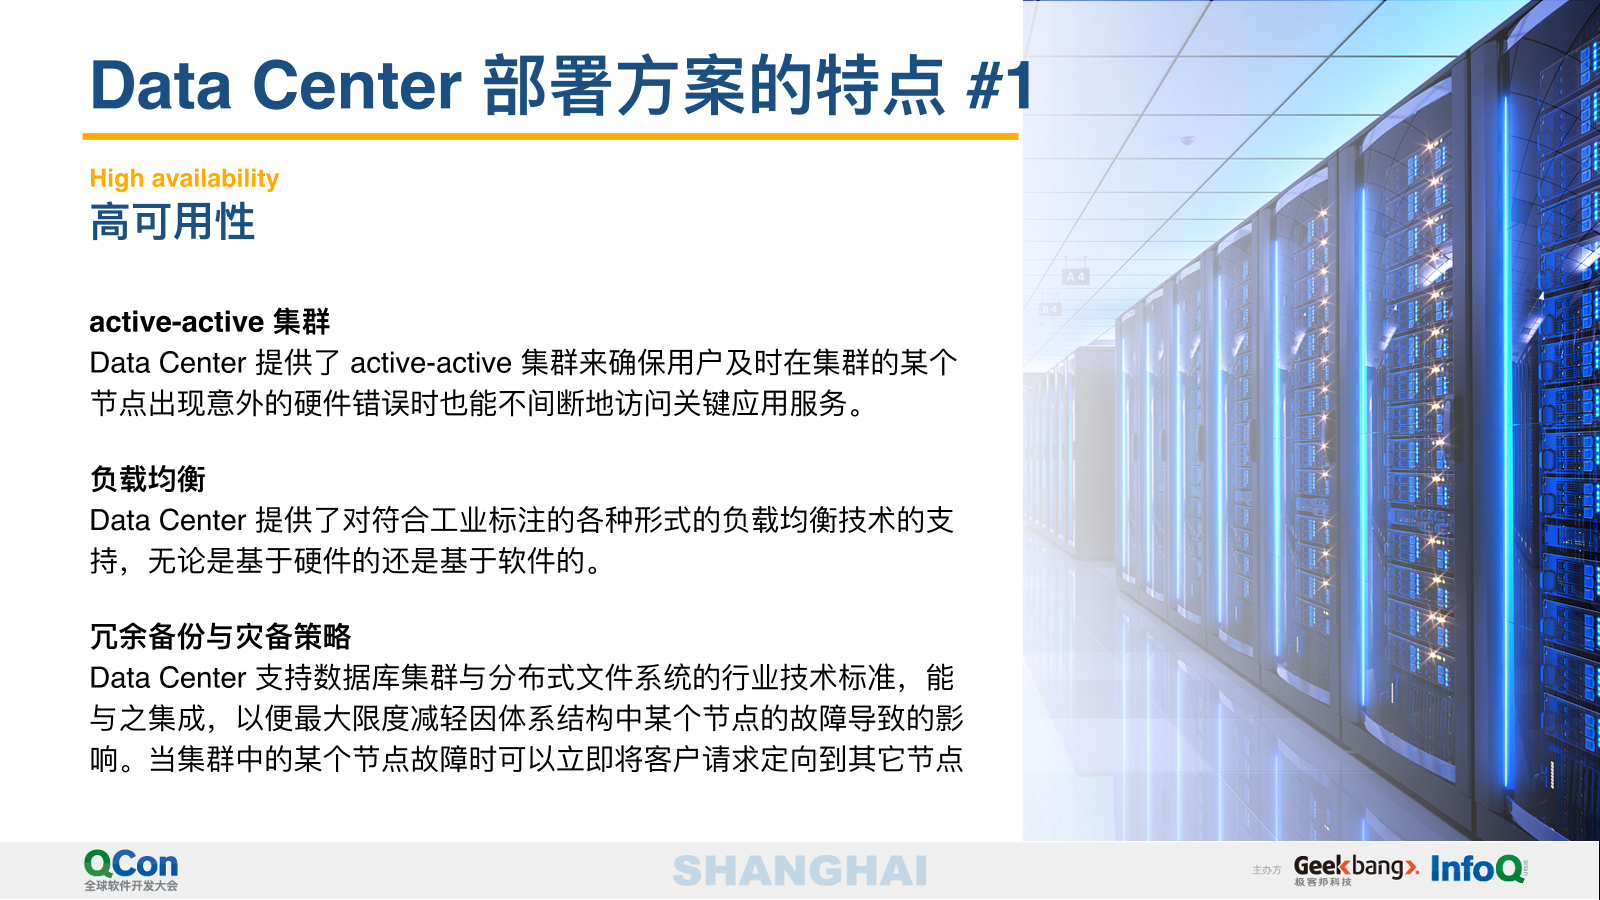 Data Center 部署方案的特点 #1
High availability
高可用性
active-active 集群
Data Center 提供了 active-active 集群来确保用户及时在集群的某个
节点出现意外的硬件错误时也能不间断地访问关键应用服务。
负载均衡
Data Center 提供了对符合工业标注的各种形式的负载均衡技术的支
持，无论是基于硬件的还是基于软件的。
冗余备份与灾备策略
Data Center 支持数据库集群与分布式文件系统的行业技术标准，能
与之集成，以便最大限度减轻因体系结构中某个节点的故障导致的影
响。当集群中的某个节点故障时可以立即将客户请求定向到其它节点
A4
B4
QCon
全球软件开发大会
SHANGHAI
主办方
Geekbang>.
极客邦科技
InfoQ